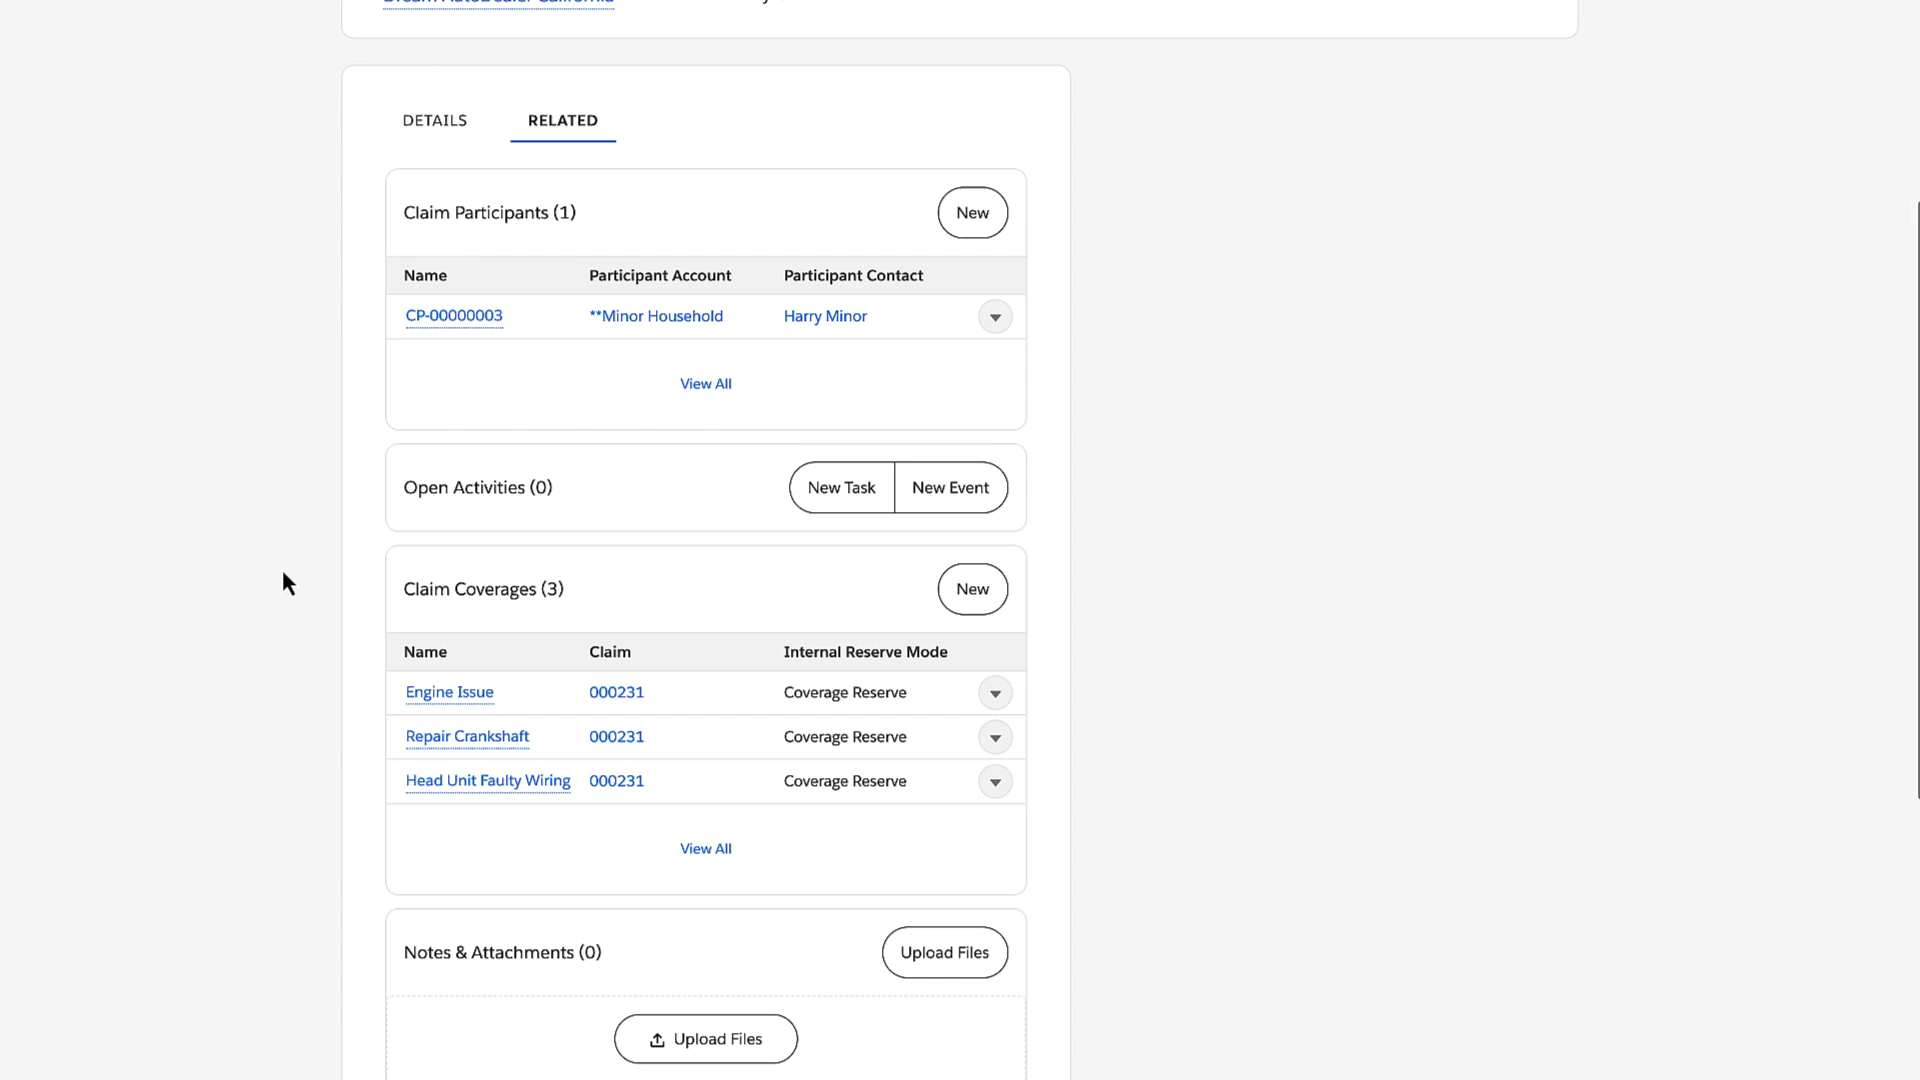 DETAILS RELATED
Claim Participants (1) New
Name Participant Account Participant Contact
CP-00000003 **Minor Household Harry Minor
View All
Open Activities (0) New Task New Event
Claim Coverages (3) New
Name Claim Internal Reserve Mode
Engine Issue 000231 Coverage Reserve
Repair Crankshaft 000231 Coverage Reserve
Head Unit Faulty Wiring 000231 Coverage Reserve
View All
Notes & Attachments (0) Upload Files
Upload Files